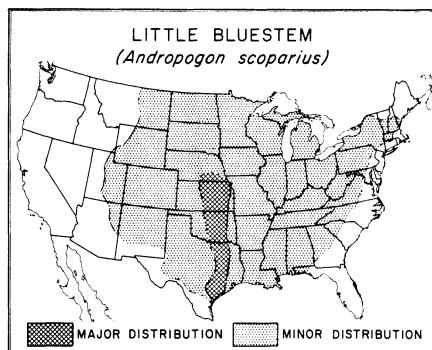 LITTLE BLUESTEM
(Andropogon scoparius)
MAJOR DISTRIBUTION
MINOR DISTRIBUTION